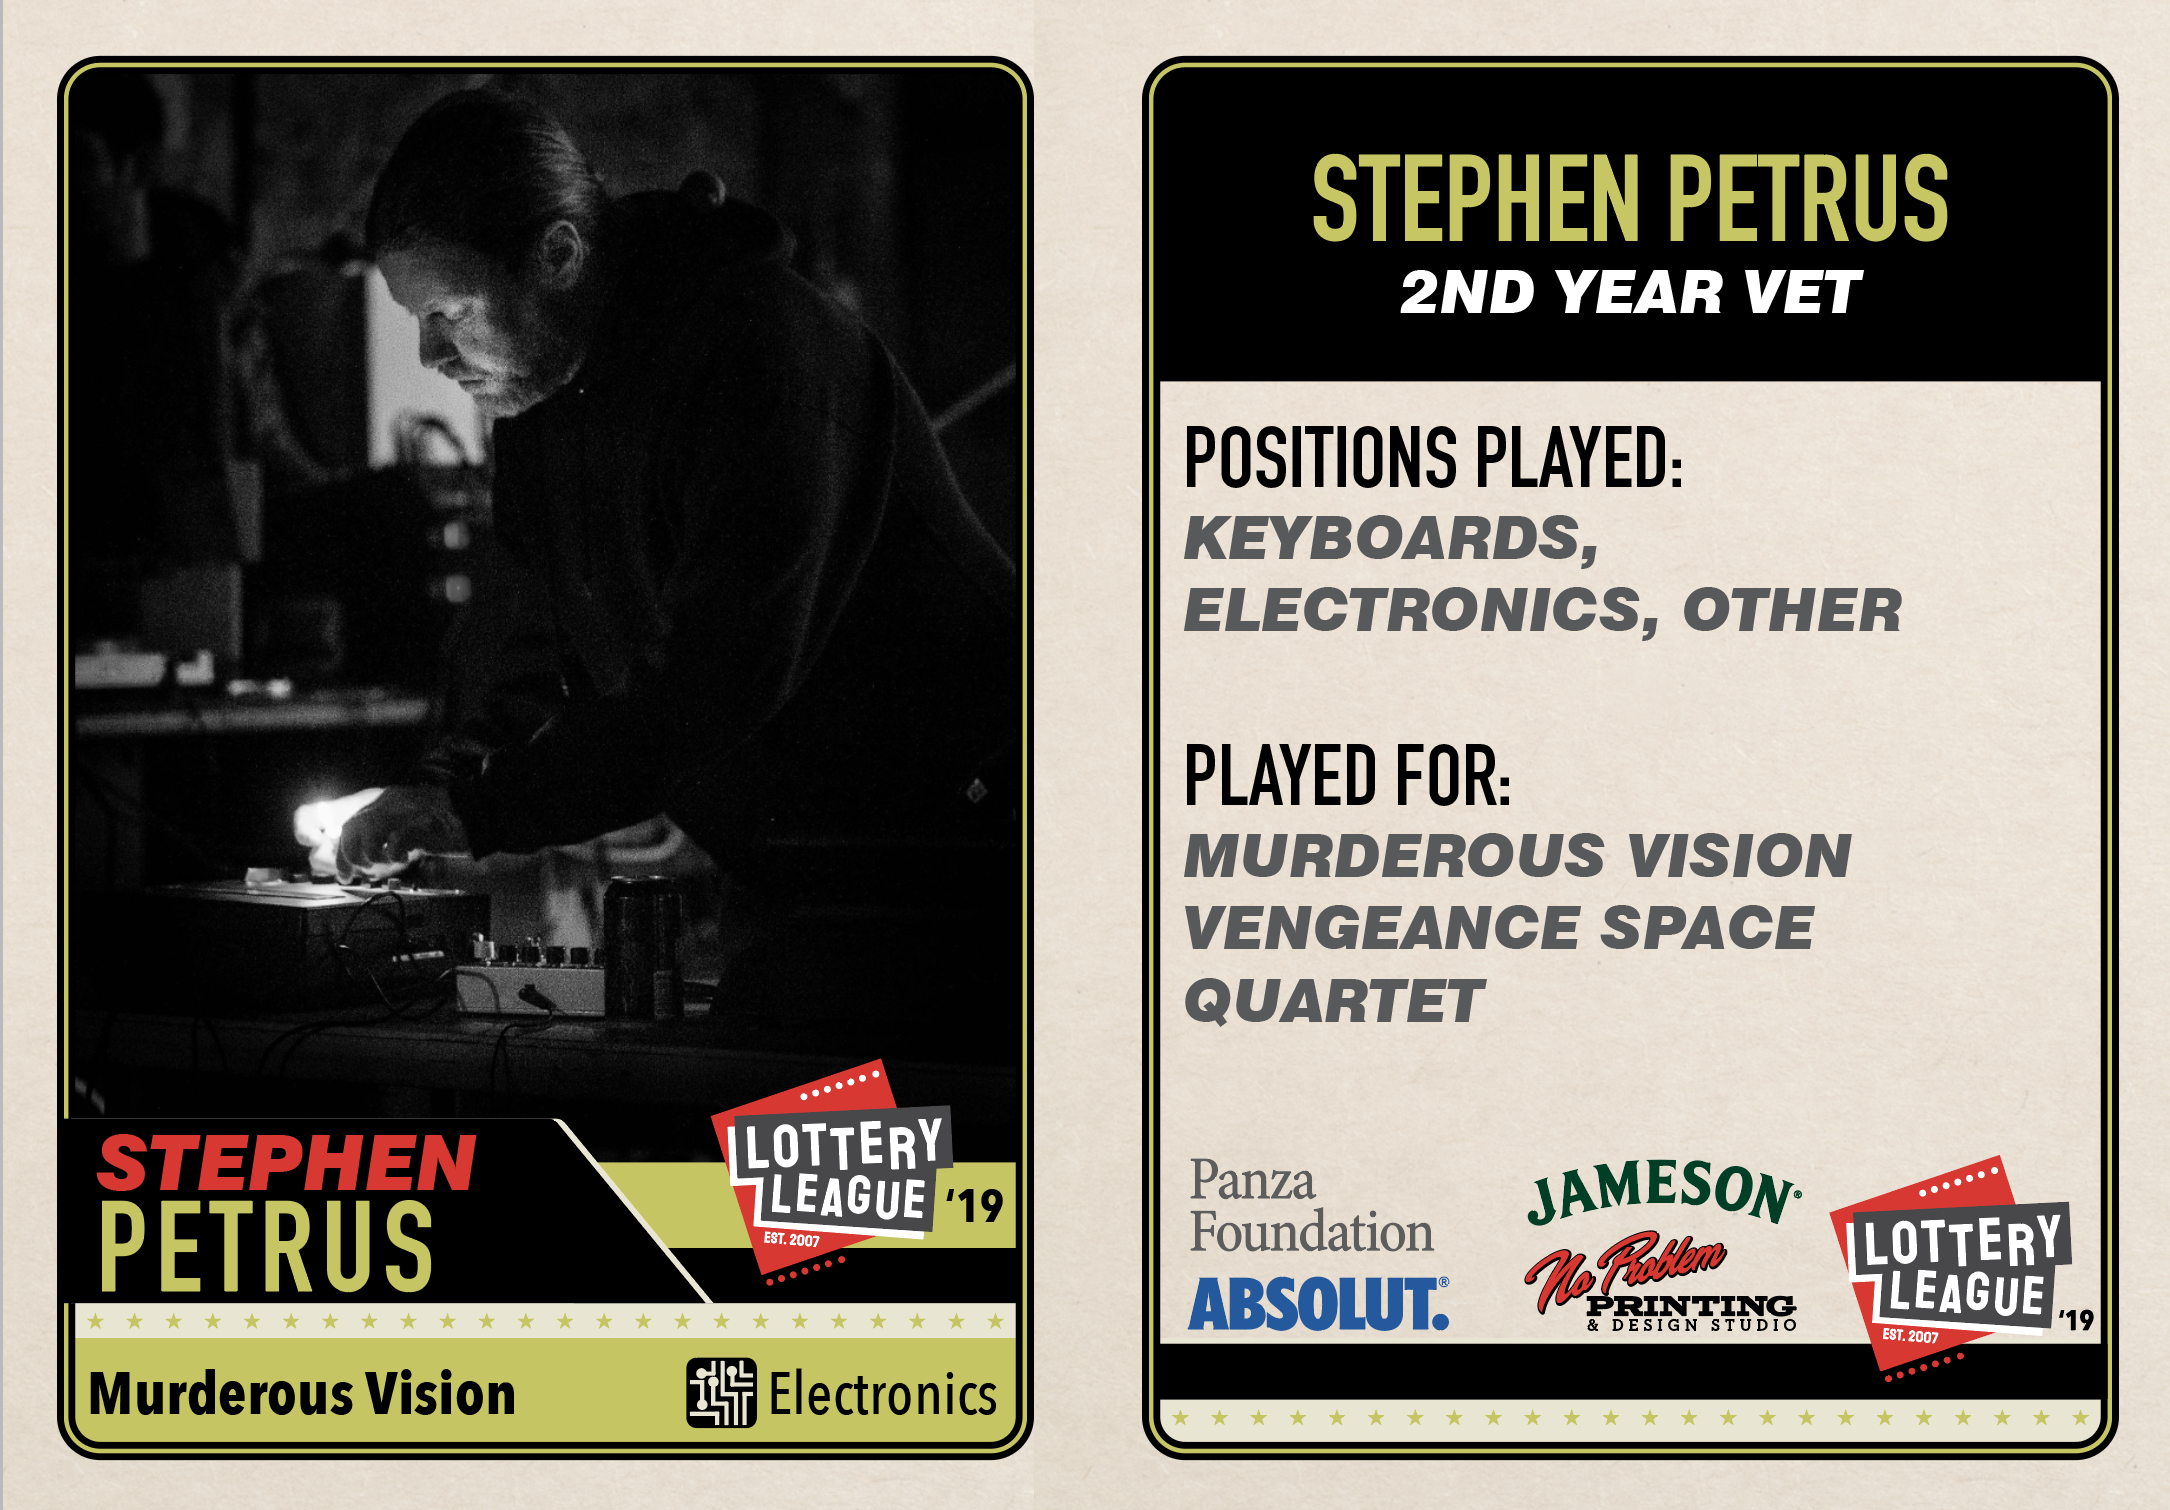 STEPHEN
PETRUS
LOTTERY
LEAGUE
EST. 2007
'19
Murderous Vision
Electronics
STEPHEN PETRUS
2ND YEAR VET
POSITIONS PLAYED:
KEYBOARDS,
ELECTRONICS, OTHER
PLAYED FOR:
MURDEROUS VISION
VENGEANCE SPACE
QUARTET
Panza
Foundation
ABSOLUT.®
JAMESON®
No Problem
PRINTING
& DESIGN STUDIO
LOTTERY
LEAGUE
EST. 2007
'19